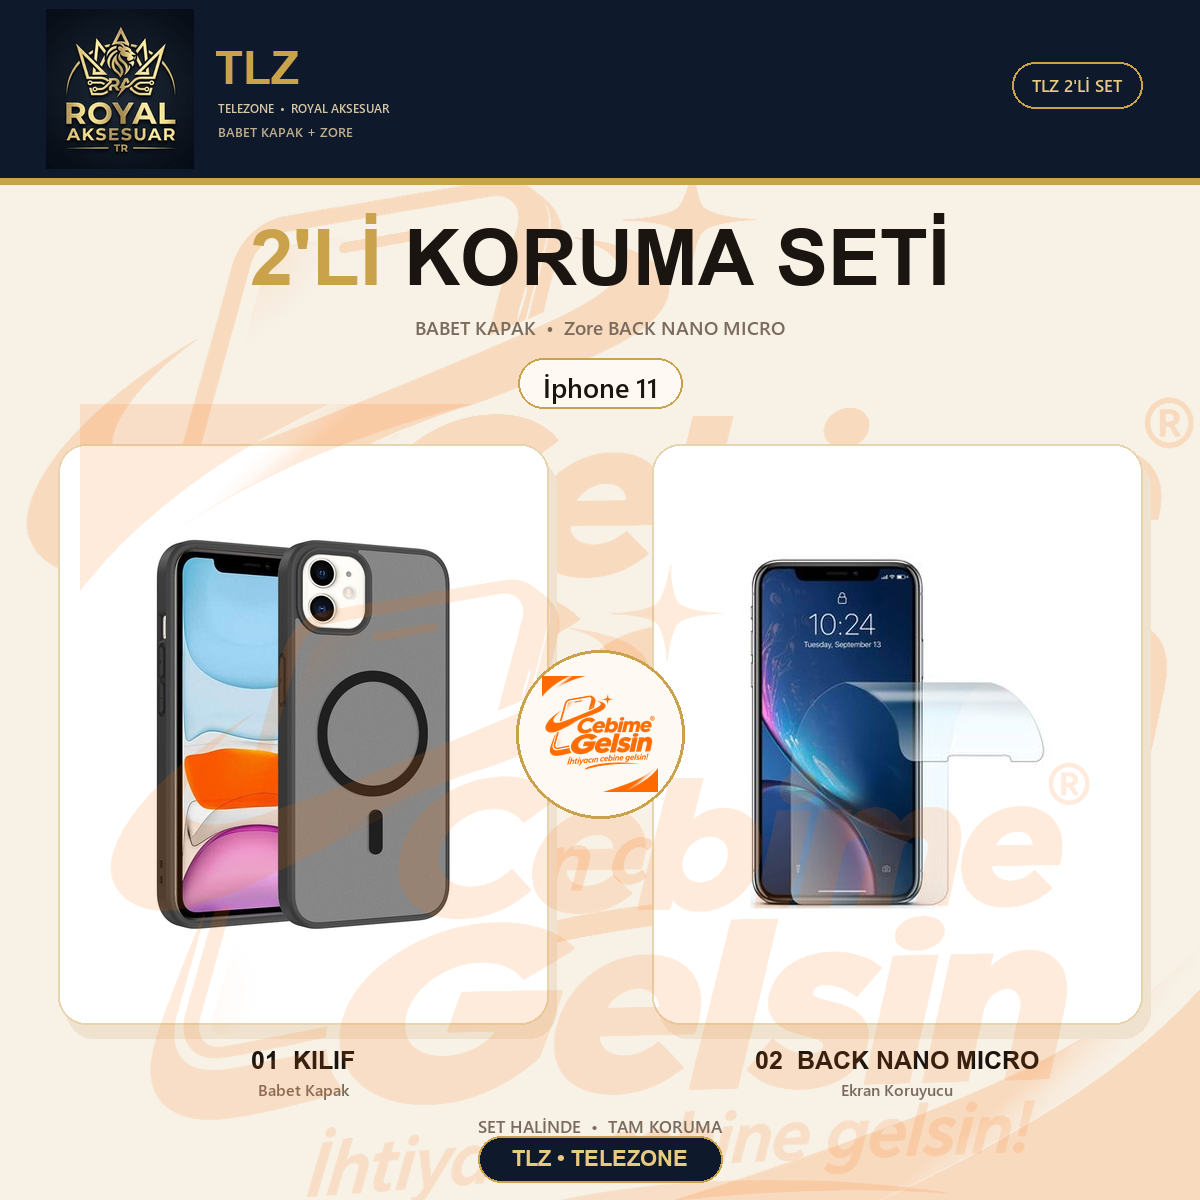 ROYAL
AKSESUAR
TR
TLZ
TELEZONE • ROYAL AKSESUAR
BABET KAPAK + ZORE
TLZ 2'Lİ SET
2'Lİ KORUMA SETİ
BABET KAPAK • Zore BACK NANO MICRO
İphone 11
10:24
Tuesday, September 13
Cebime®
Gelsin
İhtiyacın cebine gelsin!
Cebime®
Gelsin
01 KILIF
Babet Kapak
02 BACK NANO MICRO
Ekran Koruyucu
SET HALİNDE • TAM KORUMA
TLZ • TELEZONE